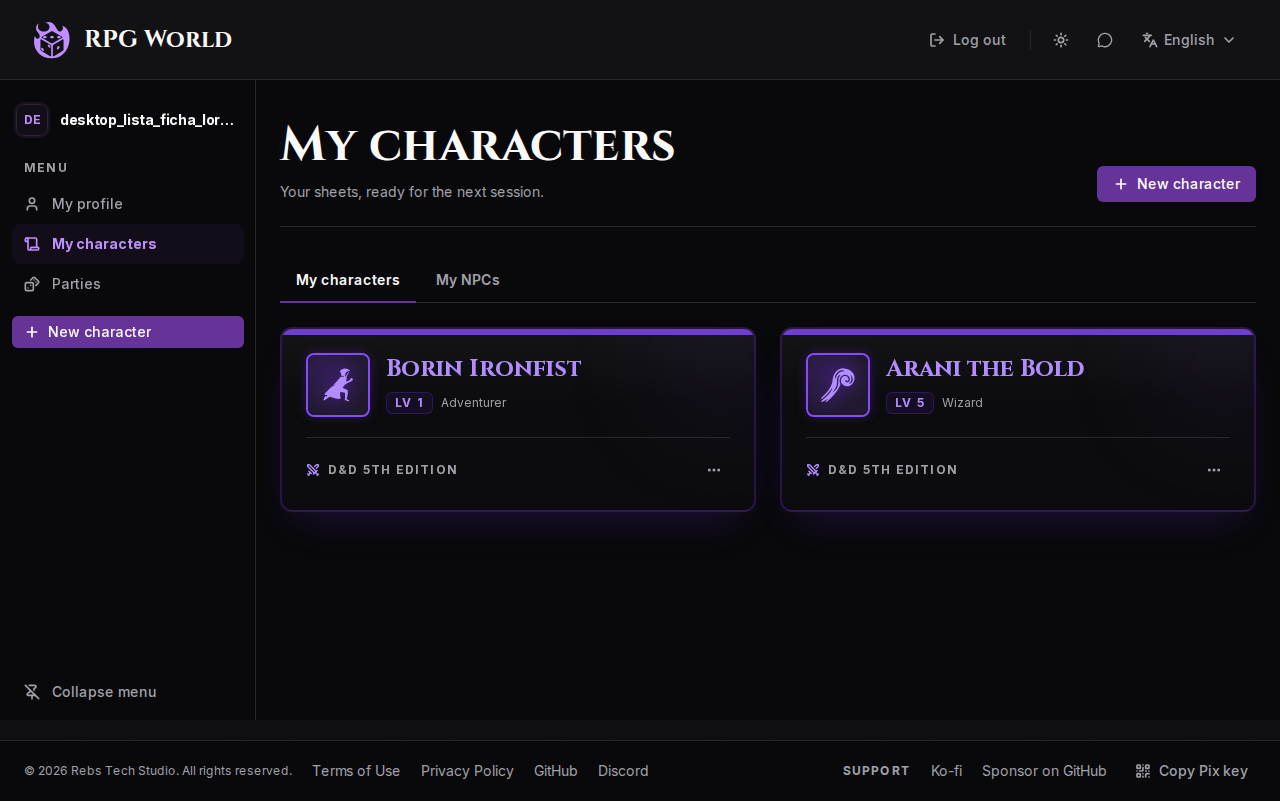 RPG World
Log out
English
DE
desktop_lista_ficha_lor...
MENU
My profile
My characters
Parties
New character
Collapse menu
My characters
Your sheets, ready for the next session.
New character
My characters
My NPCs
Borin Ironfist
LV 1
Adventurer
D&D 5TH EDITION
Arani the Bold
LV 5
Wizard
D&D 5TH EDITION
© 2026 Rebs Tech Studio. All rights reserved.
Terms of Use
Privacy Policy
GitHub
Discord
SUPPORT
Ko-fi
Sponsor on GitHub
Copy Pix key